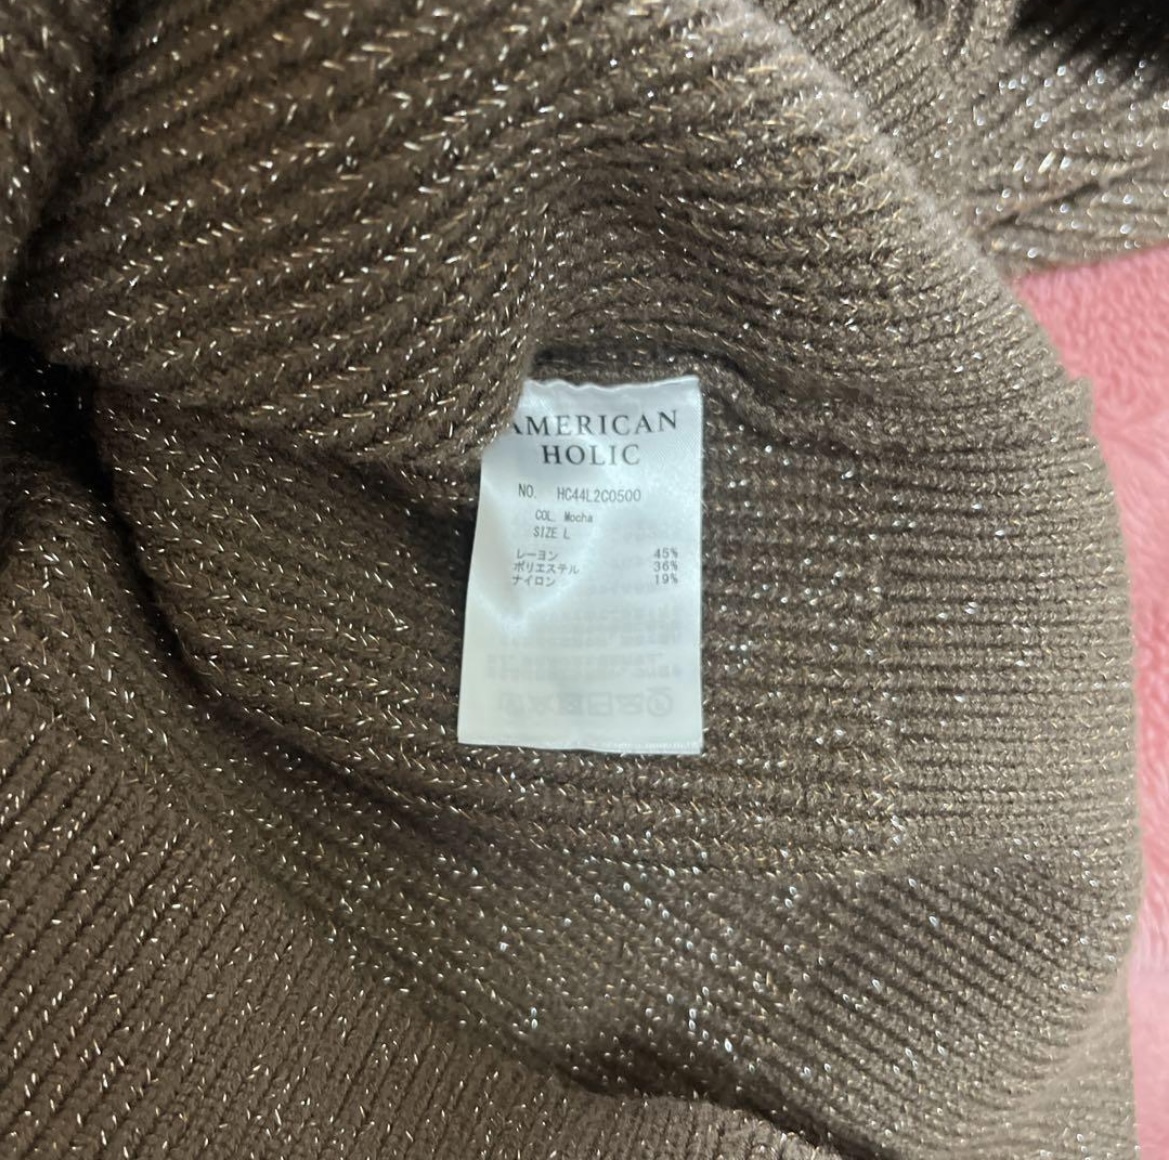 AMERICAN
HOLIC
NO. HC44L2C0500
COL. Mocha
SIZE L
レーヨン 45%
ポリエステル 36%
ナイロン 19%